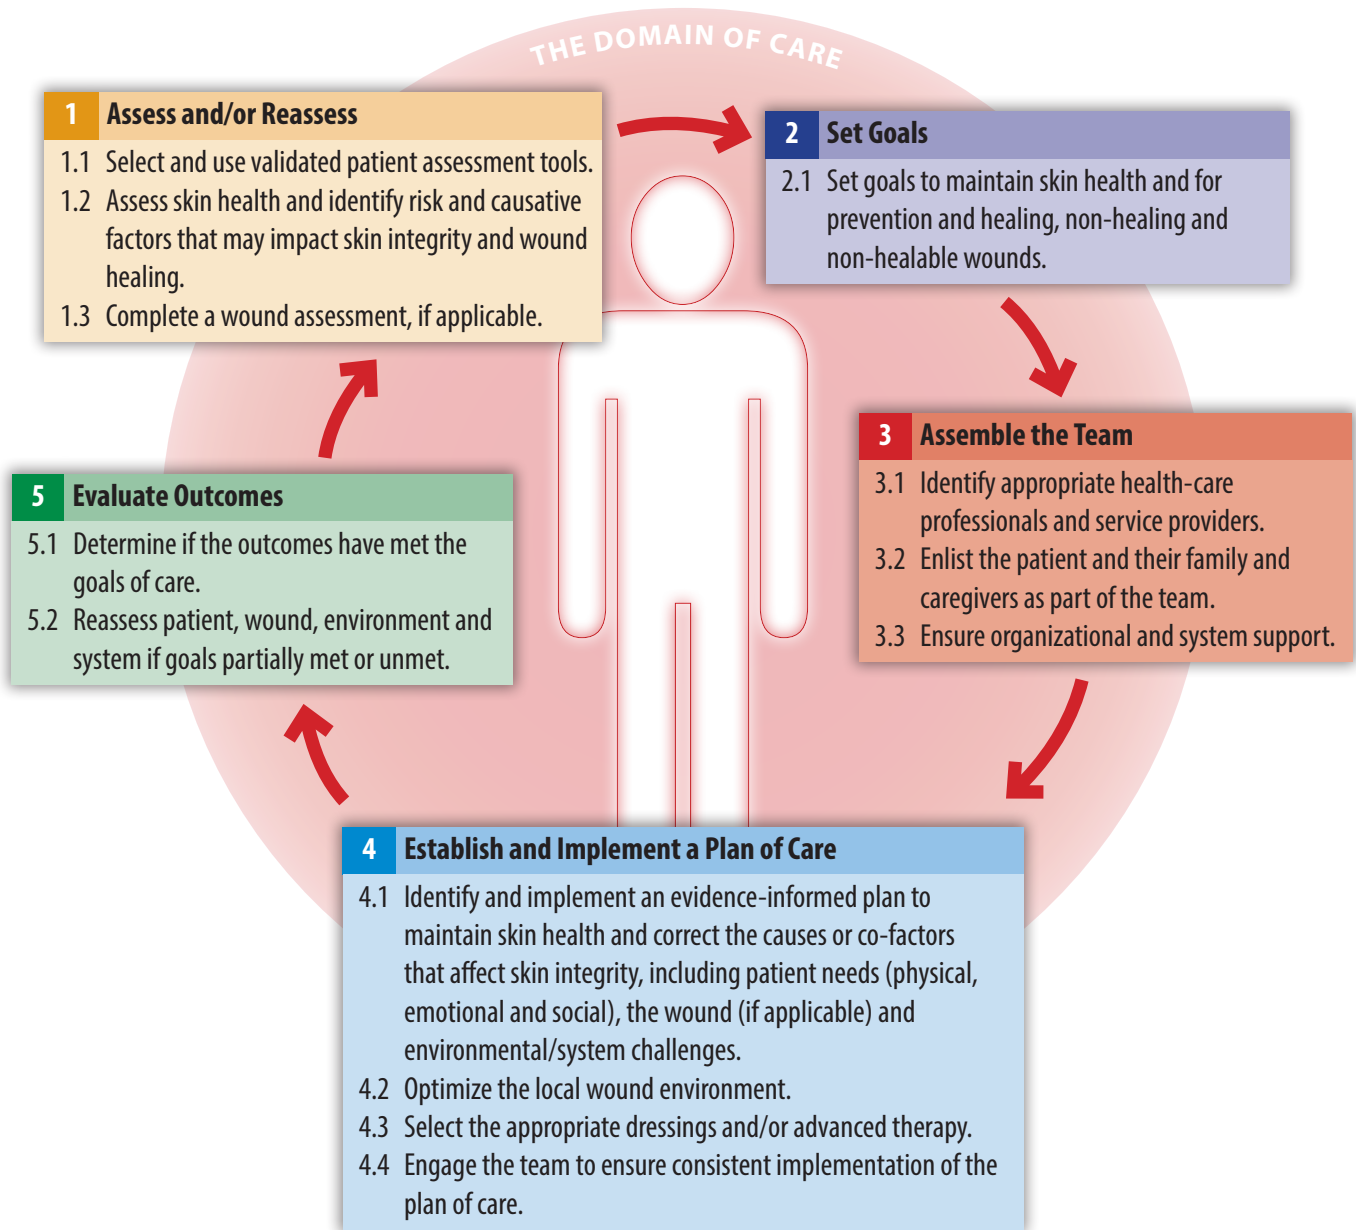 THE DOMAIN OF CARE
1 Assess and/or Reassess
1.1 Select and use validated patient assessment tools.
1.2 Assess skin health and identify risk and causative
factors that may impact skin integrity and wound
healing.
1.3 Complete a wound assessment, if applicable.
2 Set Goals
2.1 Set goals to maintain skin health and for
prevention and healing, non-healing and
non-healable wounds.
3 Assemble the Team
3.1 Identify appropriate health-care
professionals and service providers.
3.2 Enlist the patient and their family and
caregivers as part of the team.
3.3 Ensure organizational and system support.
4 Establish and Implement a Plan of Care
4.1 Identify and implement an evidence-informed plan to
maintain skin health and correct the causes or co-factors
that affect skin integrity, including patient needs (physical,
emotional and social), the wound (if applicable) and
environmental/system challenges.
4.2 Optimize the local wound environment.
4.3 Select the appropriate dressings and/or advanced therapy.
4.4 Engage the team to ensure consistent implementation of the
plan of care.
5 Evaluate Outcomes
5.1 Determine if the outcomes have met the
goals of care.
5.2 Reassess patient, wound, environment and
system if goals partially met or unmet.